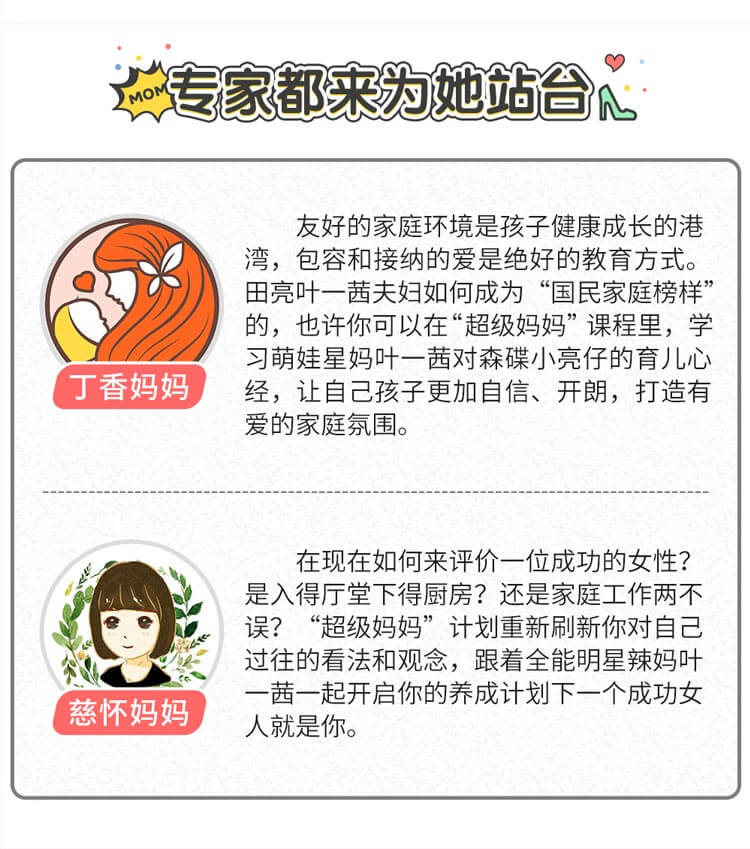 MOM
专家都来为她站台
友好的家庭环境是孩子健康成长的港
湾，包容和接纳的爱是绝好的教育方式。
田亮叶一茜夫妇如何成为“国民家庭榜样”
的，也许你可以在“超级妈妈”课程里，学
习萌娃星妈叶一茜对森碟小亮仔的育儿心
经，让自己孩子更加自信、开朗，打造有
爱的家庭氛围。
丁香妈妈
在现在如何来评价一位成功的女性？
是入得厅堂下得厨房？还是家庭工作两不
误？“超级妈妈”计划重新刷新你对自己
过往的看法和观念，跟着全能明星辣妈叶
一茜一起开启你的养成计划下一个成功女
人就是你。
慈怀妈妈